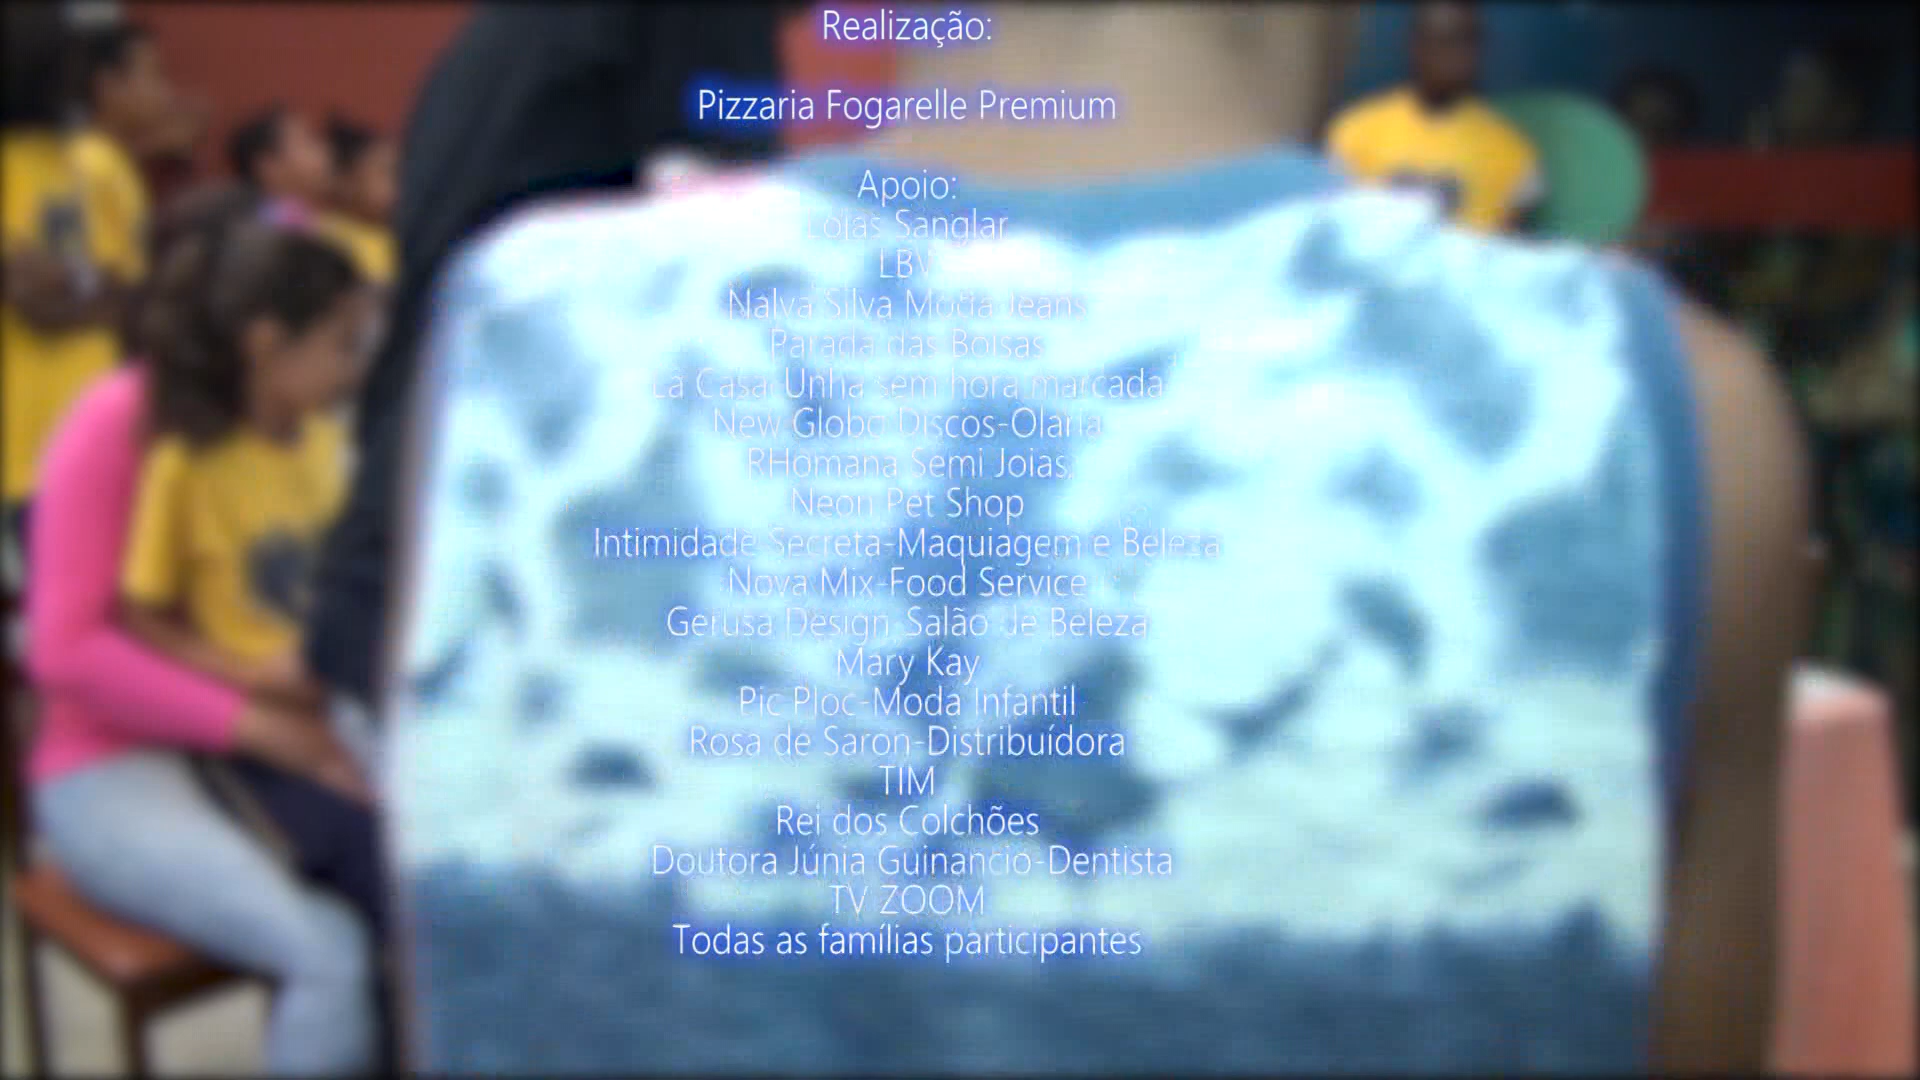 Realização:
Pizzaria Fogarelle Premium
Apoio:
Lojas Sanglar
LBV
Nalva Silva Moda Jeans
Parada das Bolsas
La Casa Unha sem hora marcada
New Globo Discos-Olaria
RHomana Semi Joias
Neon Pet Shop
Intimidade Secreta-Maquiagem e Beleza
Nova Mix-Food Service
Gerusa Design Salão de Beleza
Mary Kay
Pic Ploc-Moda Infantil
Rosa de Saron-Distribuídora
TIM
Rei dos Colchões
Doutora Júnia Guinancio-Dentista
TV ZOOM
Todas as famílias participantes